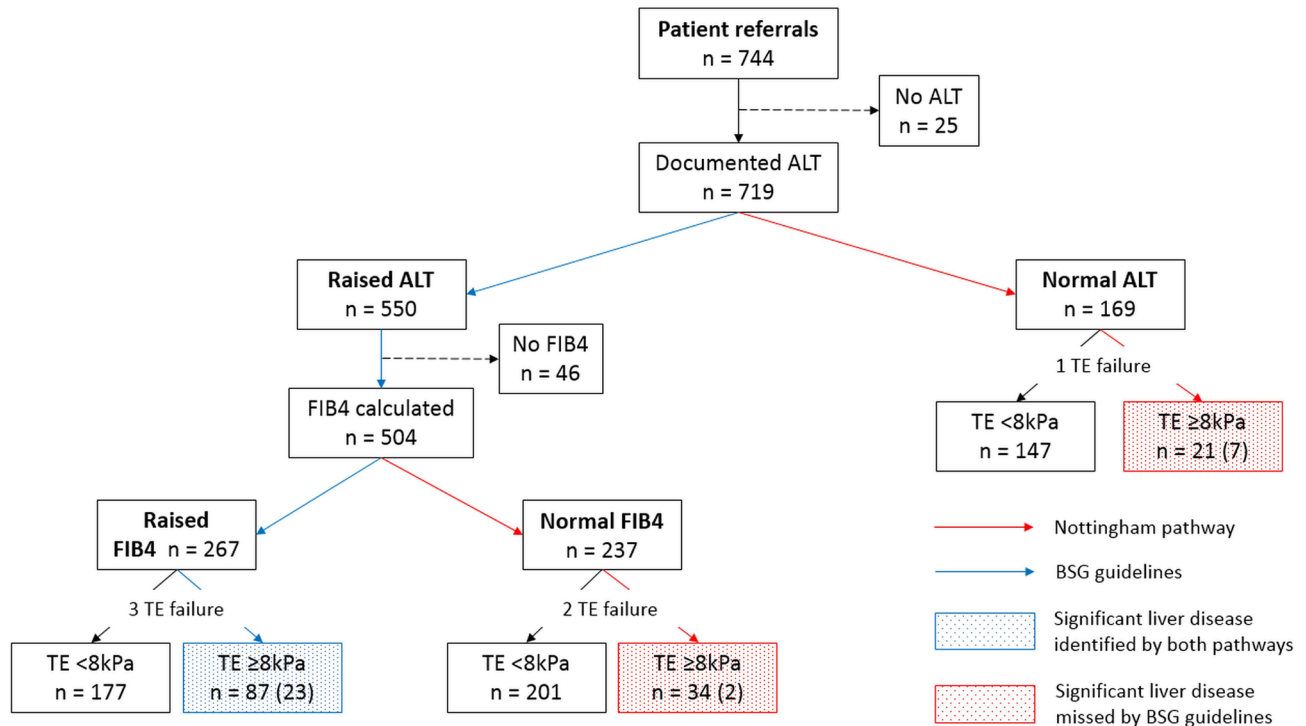 Patient referrals
n = 744
No ALT
n = 25
Documented ALT
n = 719
Raised ALT
n = 550
Normal ALT
n = 169
No FIB4
n = 46
1 TE failure
FIB4 calculated
n = 504
TE <8kPa
n = 147
TE ≥8kPa
n = 21 (7)
Raised
FIB4 n = 267
Normal FIB4
n = 237
3 TE failure
2 TE failure
TE <8kPa
n = 177
TE ≥8kPa
n = 87 (23)
TE <8kPa
n = 201
TE ≥8kPa
n = 34 (2)
Nottingham pathway
BSG guidelines
Significant liver disease
identified by both pathways
Significant liver disease
missed by BSG guidelines